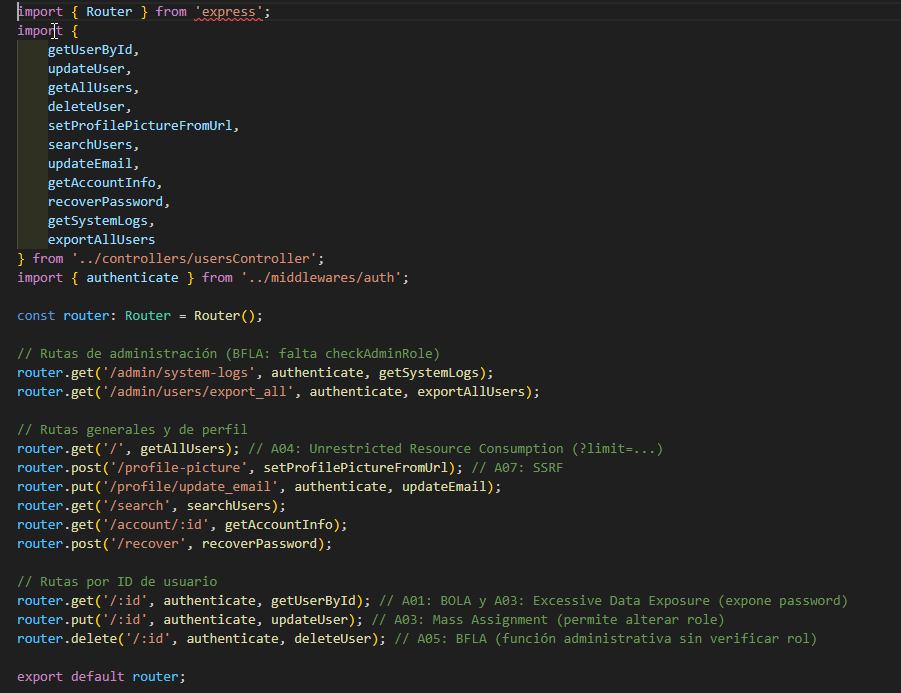 import { Router } from 'express';
import {
    getUserById,
    updateUser,
    getAllUsers,
    deleteUser,
    setProfilePictureFromUrl,
    searchUsers,
    updateEmail,
    getAccountInfo,
    recoverPassword,
    getSystemLogs,
    exportAllUsers
} from '../controllers/usersController';
import { authenticate } from '../middlewares/auth';

const router: Router = Router();

// Rutas de administración (BFLA: falta checkAdminRole)
router.get('/admin/system-logs', authenticate, getSystemLogs);
router.get('/admin/users/export_all', authenticate, exportAllUsers);

// Rutas generales y de perfil
router.get('/', getAllUsers); // A04: Unrestricted Resource Consumption (?limit=...)
router.post('/profile-picture', setProfilePictureFromUrl); // A07: SSRF
router.put('/profile/update_email', authenticate, updateEmail);
router.get('/search', searchUsers);
router.get('/account/:id', getAccountInfo);
router.post('/recover', recoverPassword);

// Rutas por ID de usuario
router.get('/:id', authenticate, getUserById); // A01: BOLA y A03: Excessive Data Exposure (expone password)
router.put('/:id', authenticate, updateUser); // A03: Mass Assignment (permite alterar role)
router.delete('/:id', authenticate, deleteUser); // A05: BFLA (función administrativa sin verificar rol)

export default router;